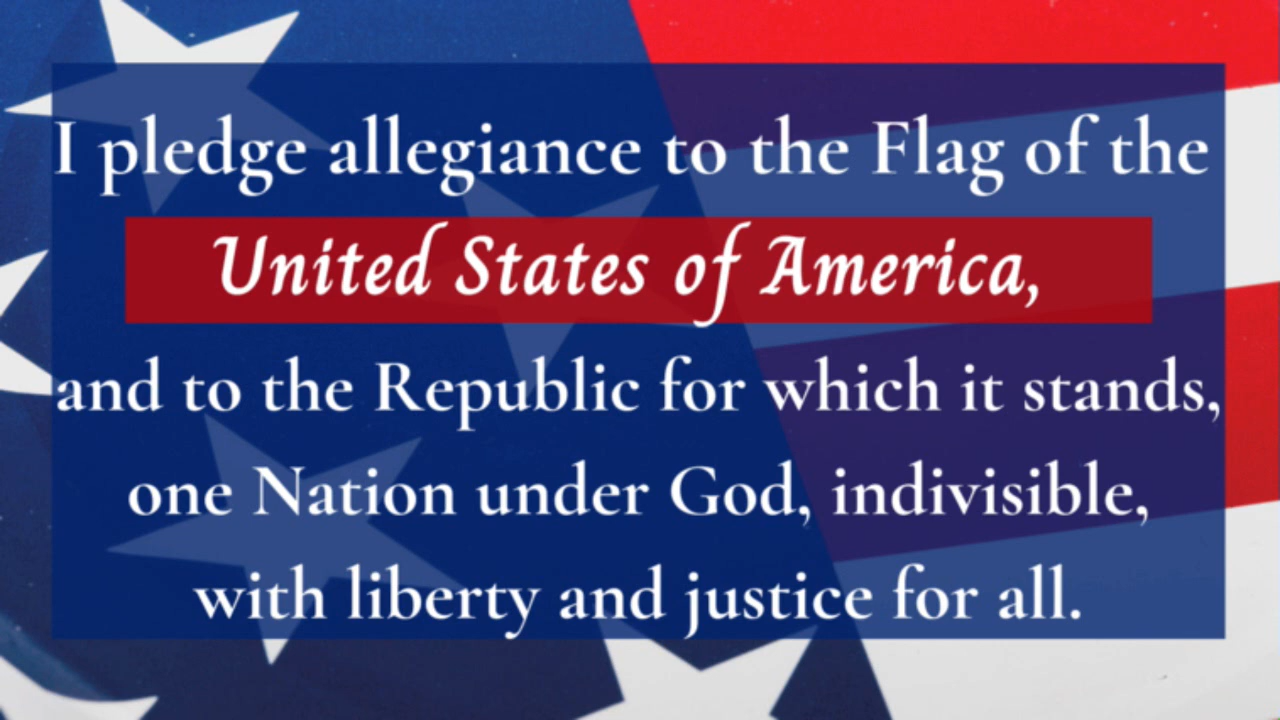 I pledge allegiance to the Flag of the
United States of America,
and to the Republic for which it stands,
one Nation under God, indivisible,
with liberty and justice for all.